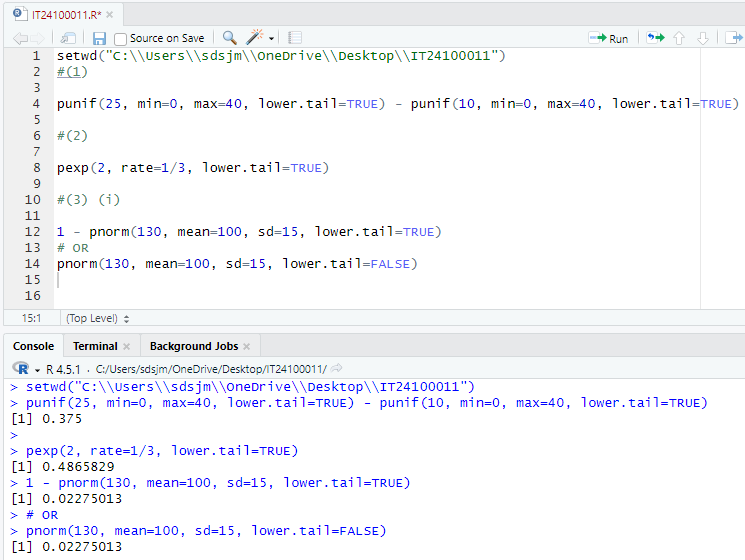 IT24100011.R* ×
Source on Save
Run
1 setwd("C:\\Users\\sdsjm\\OneDrive\\Desktop\\IT24100011")
2 #(1)
3
4 punif(25, min=0, max=40, lower.tail=TRUE) - punif(10, min=0, max=40, lower.tail=TRUE)
5
6 #(2)
7
8 pexp(2, rate=1/3, lower.tail=TRUE)
9
10 #(3) (i)
11
12 1 - pnorm(130, mean=100, sd=15, lower.tail=TRUE)
13 # OR
14 pnorm(130, mean=100, sd=15, lower.tail=FALSE)
15
16
15:1 (Top Level)
Console Terminal × Background Jobs ×
R 4.5.1 · C:/Users/sdsjm/OneDrive/Desktop/IT24100011/
> setwd("C:\\Users\\sdsjm\\OneDrive\\Desktop\\IT24100011")
> punif(25, min=0, max=40, lower.tail=TRUE) - punif(10, min=0, max=40, lower.tail=TRUE)
[1] 0.375
>
> pexp(2, rate=1/3, lower.tail=TRUE)
[1] 0.4865829
> 1 - pnorm(130, mean=100, sd=15, lower.tail=TRUE)
[1] 0.02275013
> # OR
> pnorm(130, mean=100, sd=15, lower.tail=FALSE)
[1] 0.02275013